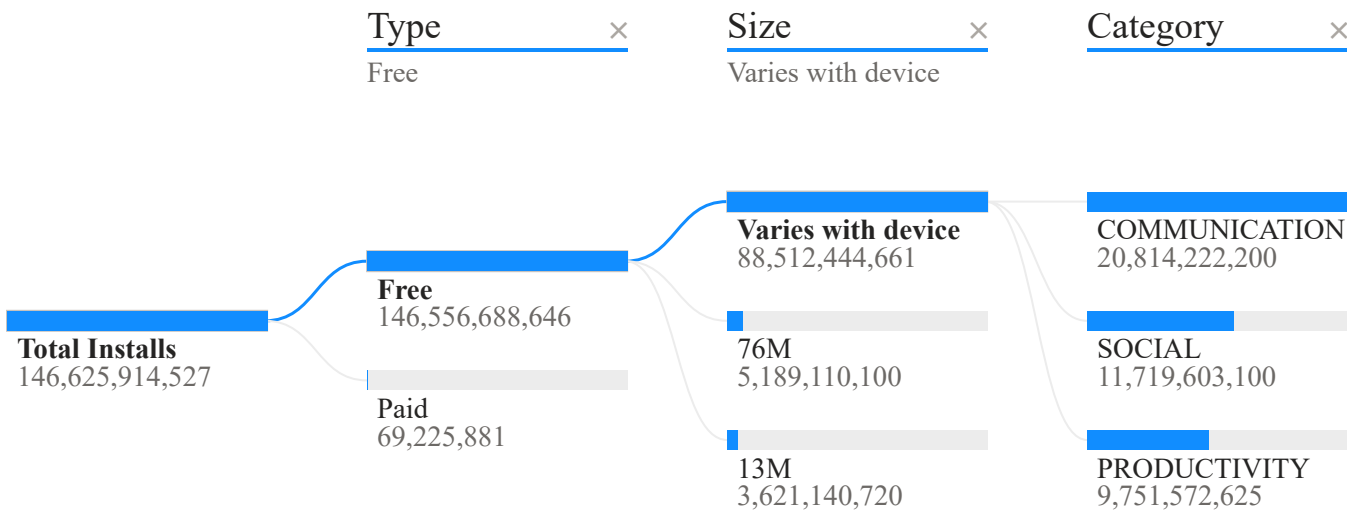 Type ×
Size ×
Category ×
Free
Varies with device
Total Installs
146,625,914,527
Free
146,556,688,646
Paid
69,225,881
Varies with device
88,512,444,661
76M
5,189,110,100
13M
3,621,140,720
COMMUNICATION
20,814,222,200
SOCIAL
11,719,603,100
PRODUCTIVITY
9,751,572,625